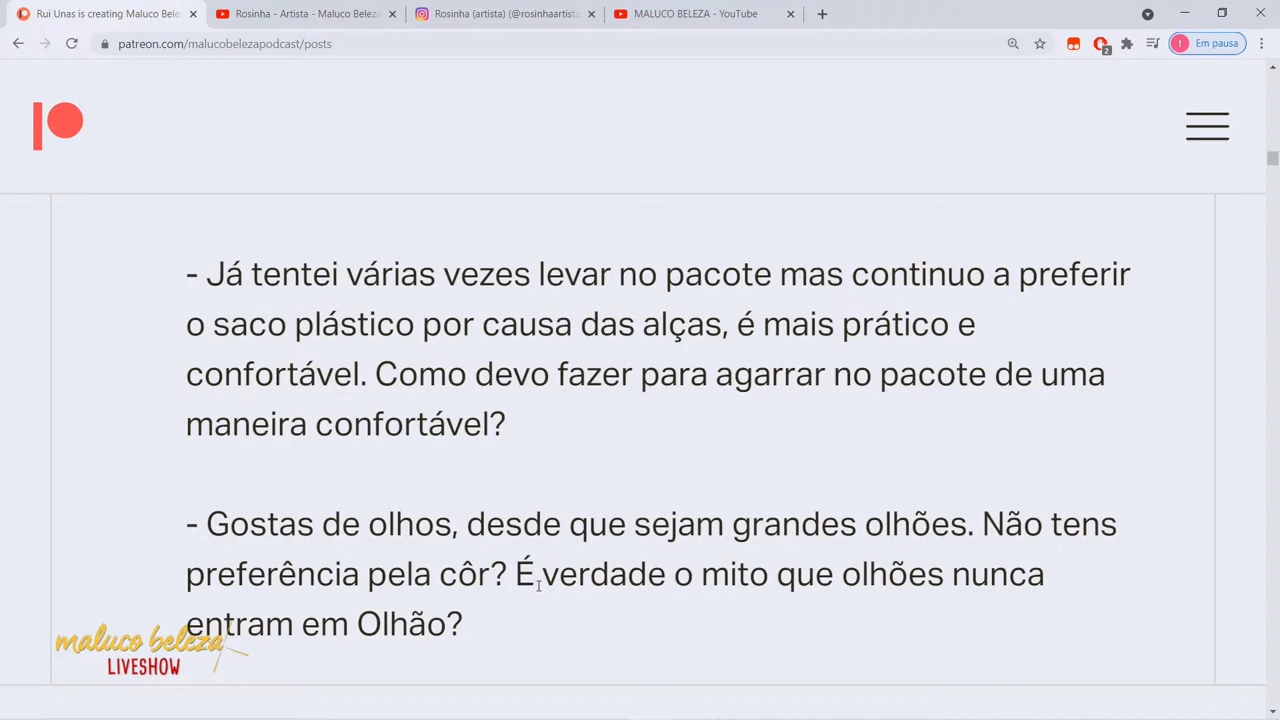 Rui Unas is creating Maluco Bele
Rosinha - Artista - Maluco Beleza
Rosinha (artista) (@rosinhaartista
MALUCO BELEZA - YouTube
patreon.com/malucobelezapodcast/posts
2
t
Em pausa
- Já tentei várias vezes levar no pacote mas continuo a preferir
o saco plástico por causa das alças, é mais prático e
confortável. Como devo fazer para agarrar no pacote de uma
maneira confortável?
- Gostas de olhos, desde que sejam grandes olhões. Não tens
preferência pela côr? É verdade o mito que olhões nunca
entram em Olhão?
maluco beleza
LIVESHOW